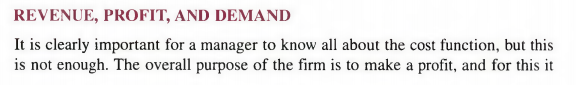 REVENUE, PROFIT, AND DEMAND
It is clearly important for a manager to know all about the cost function, but this
is not enough. The overall purpose of the firm is to make a profit, and for this it